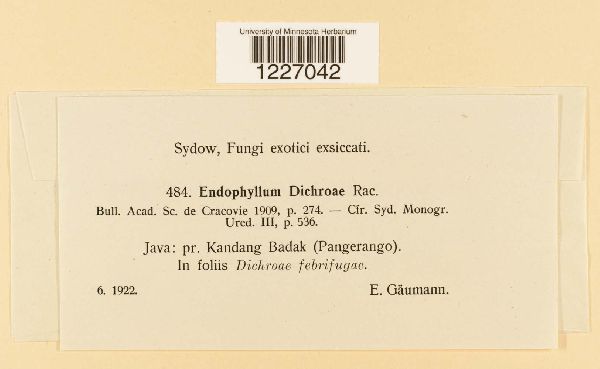 University of Minnesota Herbarium
1227042
Sydow, Fungi exotici exsiccati.
484. Endophyllum Dichroae Rac.
Bull. Acad. Sc. de Cracovie 1909, p. 274. — Cfr. Syd. Monogr.
Ured. III, p. 536.
Java: pr. Kandang Badak (Pangerango).
In foliis Dichroae febrifugae.
6. 1922.
E. Gäumann.